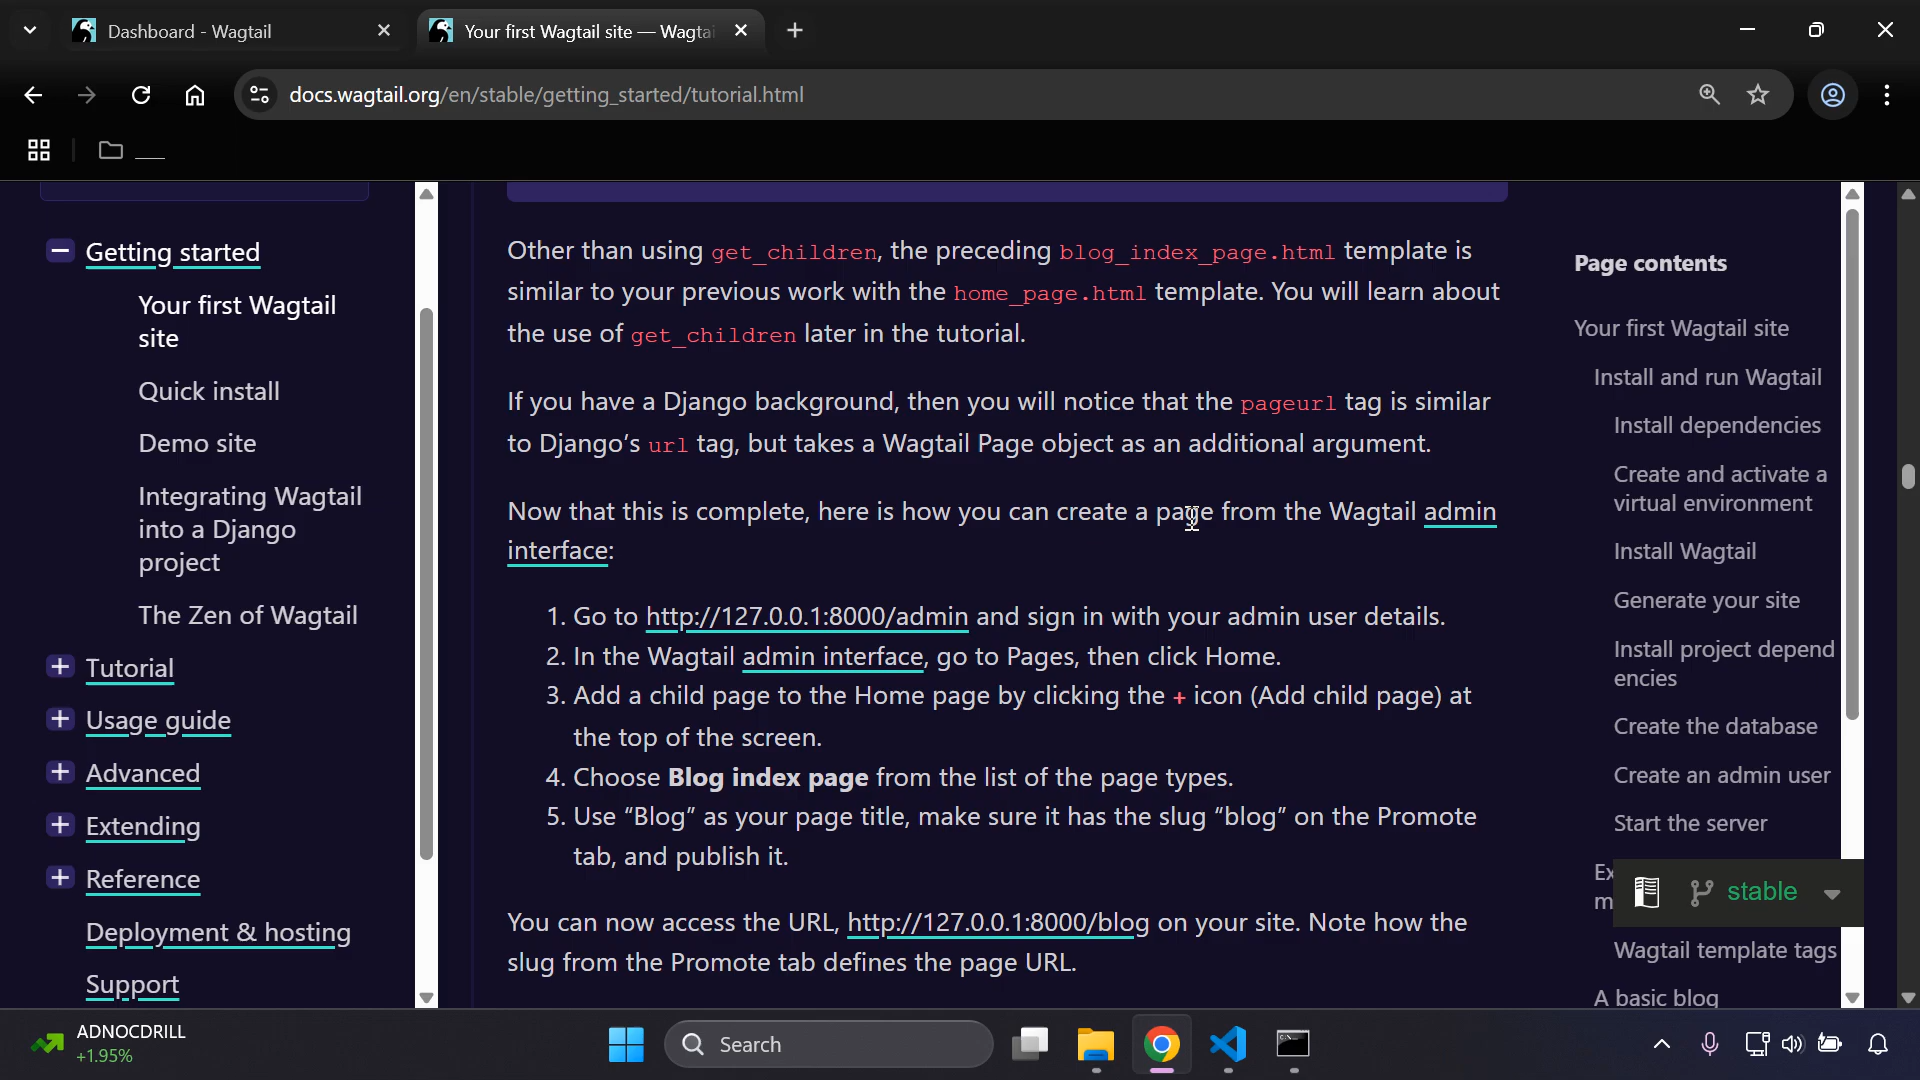 Dashboard - Wagtail
Your first Wagtail site — Wagta
docs.wagtail.org/en/stable/getting_started/tutorial.html
Getting started
Your first Wagtail
site
Quick install
Demo site
Integrating Wagtail
into a Django
project
The Zen of Wagtail
Tutorial
Usage guide
Advanced
Extending
Reference
Deployment & hosting
Support
Other than using get_children, the preceding blog_index_page.html template is
similar to your previous work with the home_page.html template. You will learn about
the use of get_children later in the tutorial.
If you have a Django background, then you will notice that the pageurl tag is similar
to Django’s url tag, but takes a Wagtail Page object as an additional argument.
Now that this is complete, here is how you can create a page from the Wagtail admin
interface:
1. Go to http://127.0.0.1:8000/admin and sign in with your admin user details.
2. In the Wagtail admin interface, go to Pages, then click Home.
3. Add a child page to the Home page by clicking the + icon (Add child page) at
the top of the screen.
4. Choose Blog index page from the list of the page types.
5. Use “Blog” as your page title, make sure it has the slug “blog” on the Promote
tab, and publish it.
You can now access the URL, http://127.0.0.1:8000/blog on your site. Note how the
slug from the Promote tab defines the page URL.
Page contents
Your first Wagtail site
Install and run Wagtail
Install dependencies
Create and activate a
virtual environment
Install Wagtail
Generate your site
Install project depend
encies
Create the database
Create an admin user
Start the server
Ex
m
stable
Wagtail template tags
A basic blog
ADNOCDRILL
+1.95%
Search